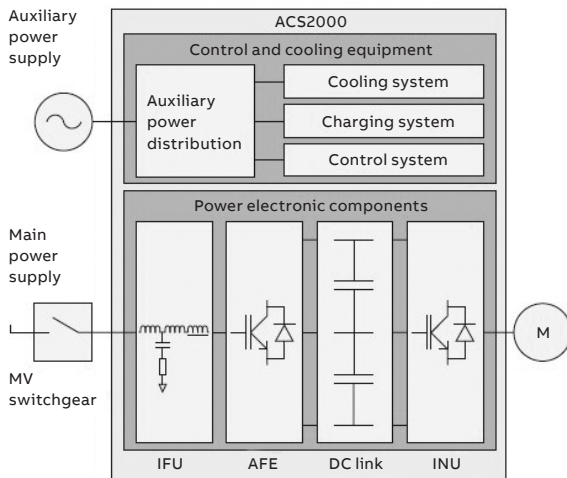 Auxiliary
power
supply
ACS2000
Control and cooling equipment
Auxiliary
power
distribution
Cooling system
Charging system
Control system
Main
power
supply
MV
switchgear
Power electronic components
M
IFU
AFE
DC link
INU